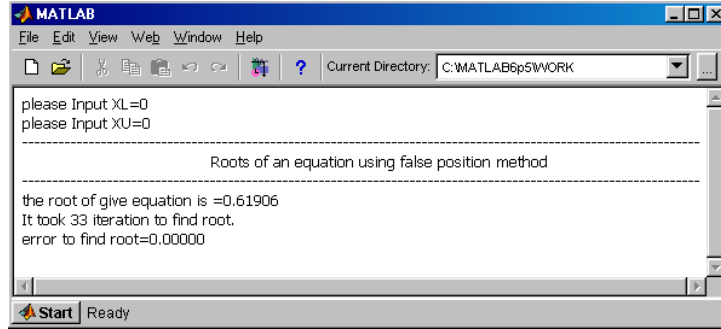 MATLAB
File Edit View Web Window Help
? Current Directory: C:\MATLAB6p5\WORK ...
please Input XL=0
please Input XU=0
--------------------------------------------------------------------------------
Roots of an equation using false position method
--------------------------------------------------------------------------------
the root of give equation is =0.61906
It took 33 iteration to find root.
error to find root=0.00000
Start Ready